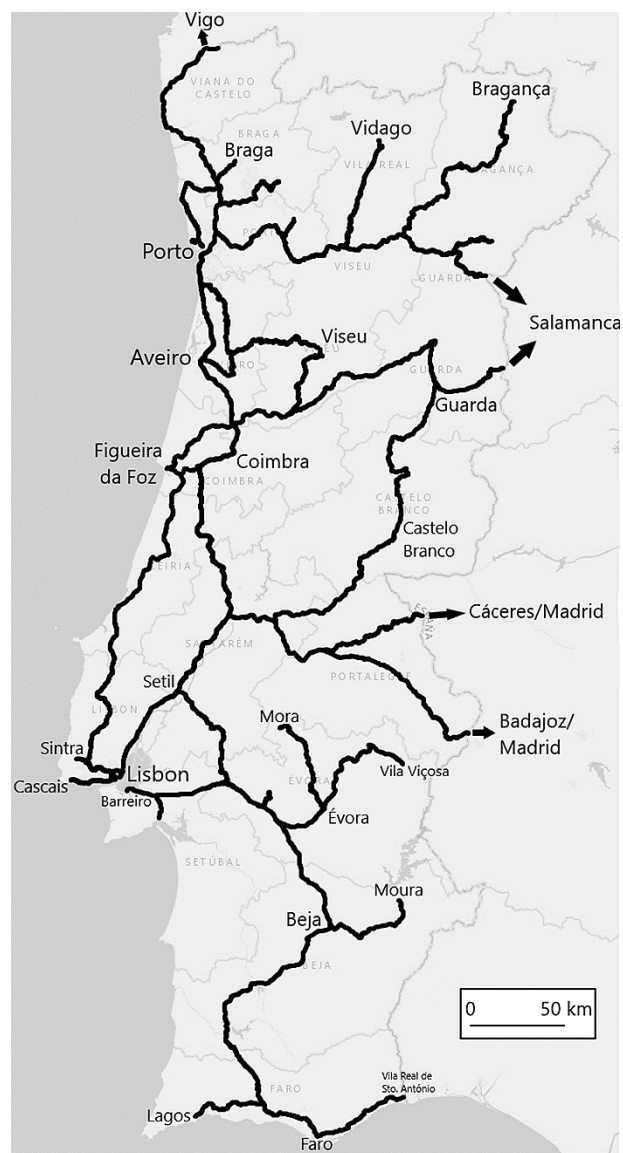 Vigo
VIANA DO
CASTELO
Bragança
BRAGA
Vidago
Braga
VILA REAL
BRAGANÇA
Porto
VISEU
GUARDA
Salamanca
Viseu
Aveiro
GUARDA
Guarda
Figueira
da Foz
Coimbra
COIMBRA
CASTELO
BRANCO
Castelo
Branco
LEIRIA
Cáceres/Madrid
ESPAÑA
SANTARÉM
PORTALEGRE
Setil
LISBON
Mora
Badajoz/
Madrid
Sintra
Lisbon
Vila Viçosa
Cascais
ÉVORA
Barreiro
Évora
SETÚBAL
Moura
Beja
BEJA
0 50 km
Vila Real de
Sto. António
FARO
Lagos
Faro